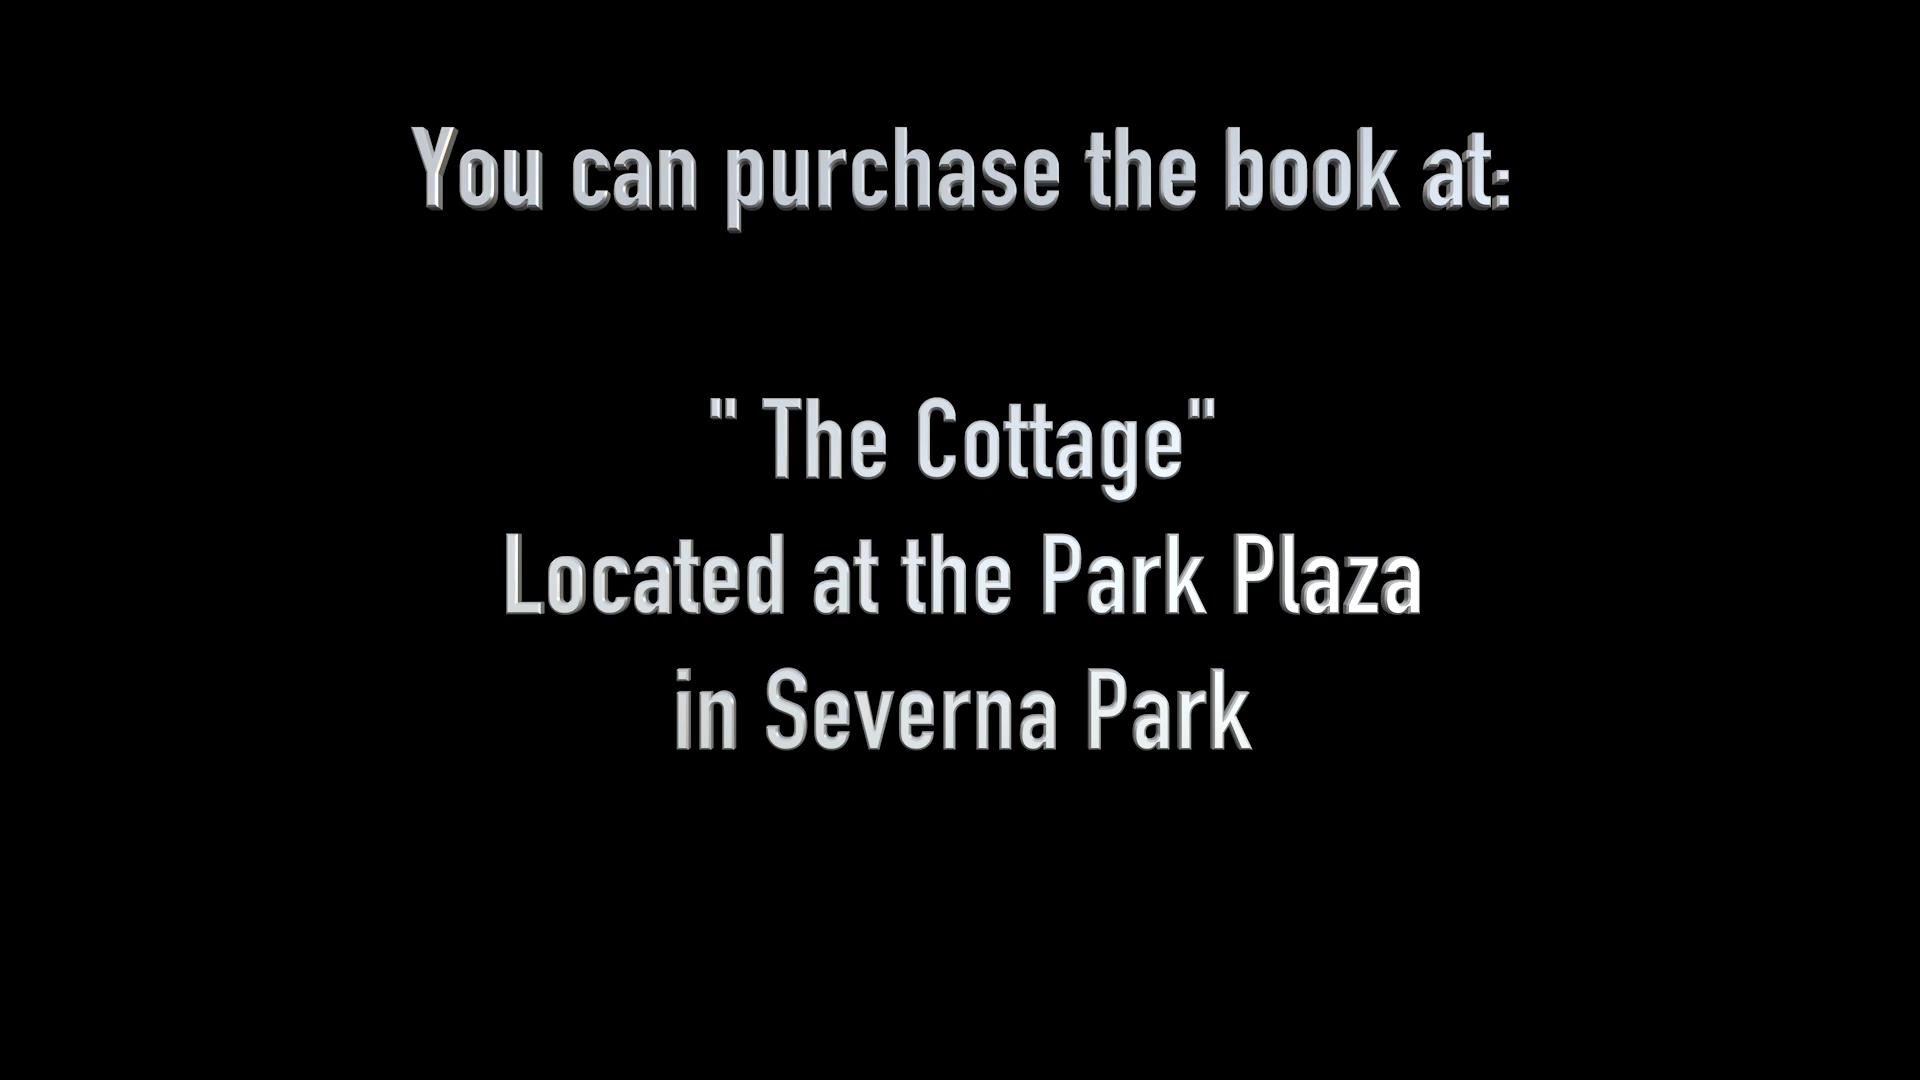 You can purchase the book at:
" The Cottage"
Located at the Park Plaza
in Severna Park